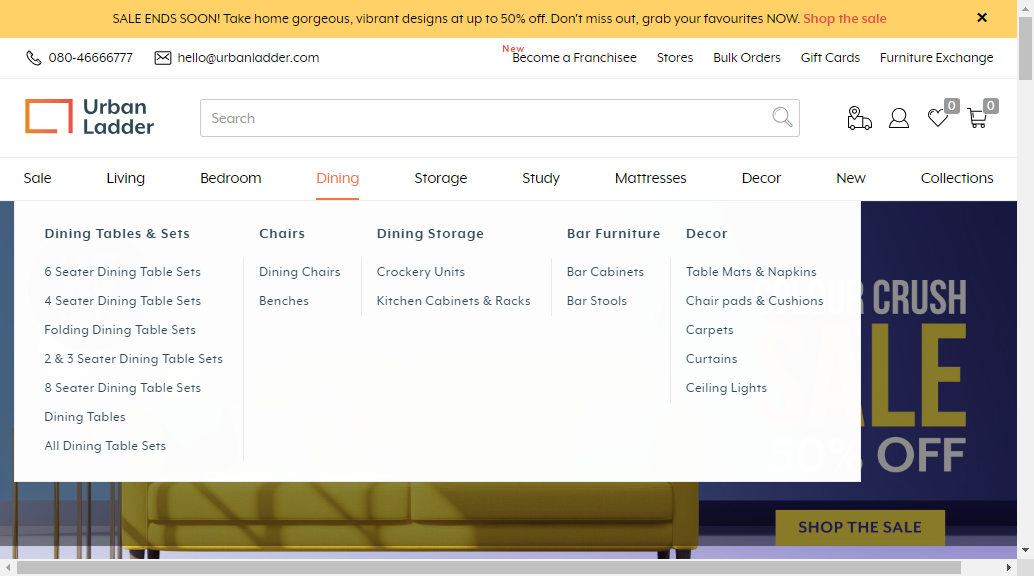 SALE ENDS SOON! Take home gorgeous, vibrant designs at up to 50% off. Don't miss out, grab your favourites NOW. Shop the sale
080-46666777 hello@urbanladder.com New Become a Franchisee Stores Bulk Orders Gift Cards Furniture Exchange
Urban
Ladder
Search
0 0
Sale Living Bedroom Dining Storage Study Mattresses Decor New Collections
Dining Tables & Sets
6 Seater Dining Table Sets
4 Seater Dining Table Sets
Folding Dining Table Sets
2 & 3 Seater Dining Table Sets
8 Seater Dining Table Sets
Dining Tables
All Dining Table Sets
Chairs
Dining Chairs
Benches
Dining Storage
Crockery Units
Kitchen Cabinets & Racks
Bar Furniture
Bar Cabinets
Bar Stools
Decor
Table Mats & Napkins
Chair pads & Cushions
Carpets
Curtains
Ceiling Lights
CRUSH
ALE
% OFF
SHOP THE SALE